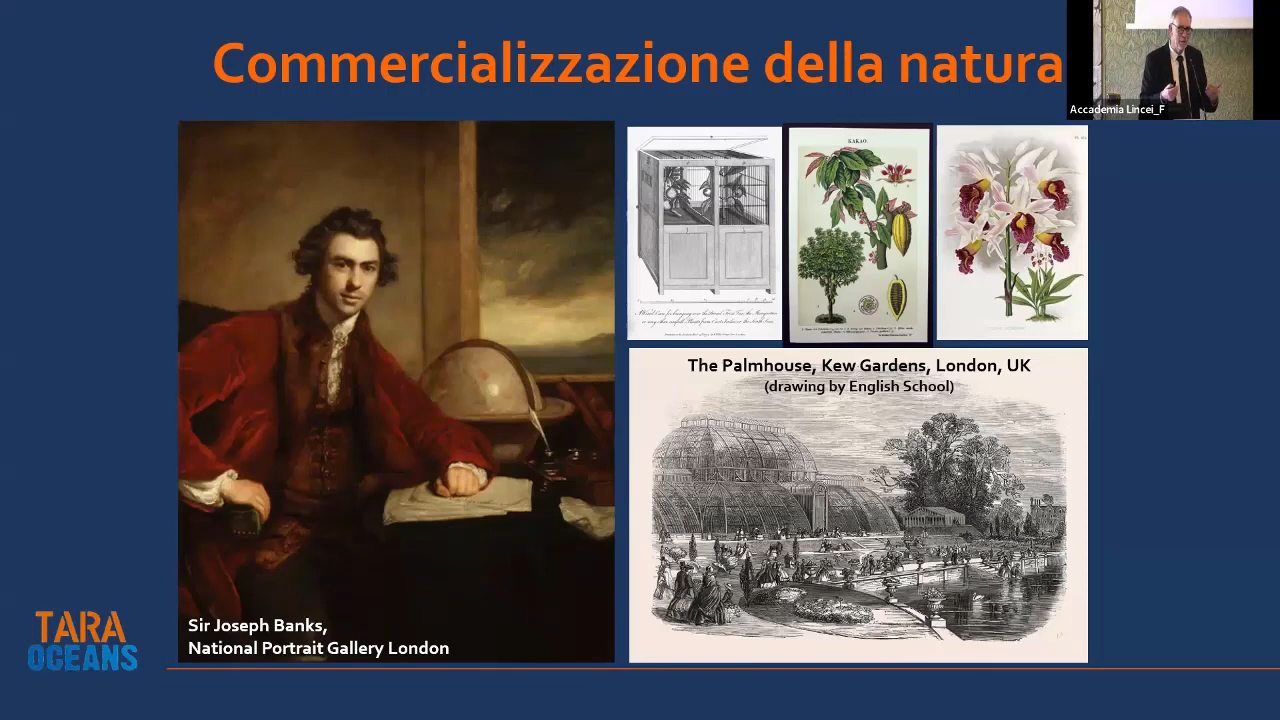 Commercializzazione della natura
Accademia Lincei_F
KAKAO.
The Palmhouse, Kew Gardens, London, UK
(drawing by English School)
Sir Joseph Banks,
National Portrait Gallery London
TARA
OCEANS